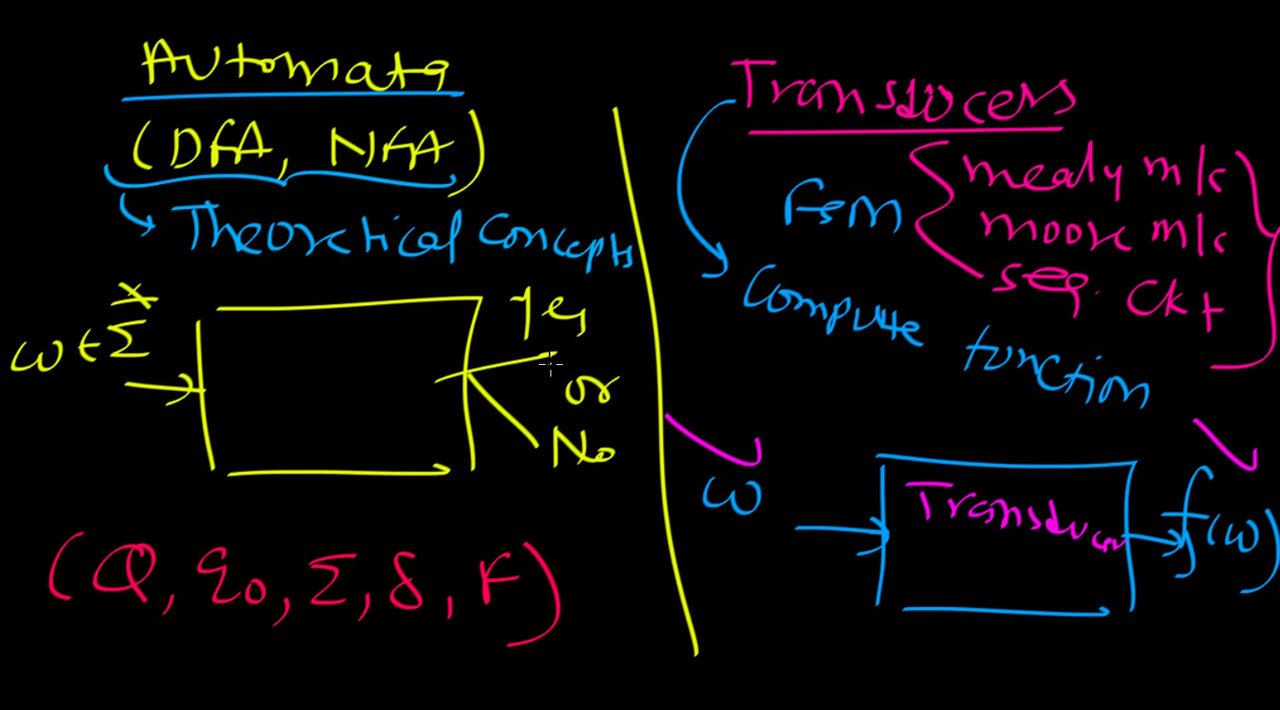 Automata
(DFA, NFA)
Theoretical Concepts
w ∈ Σ*
Yes
or
No
(Q, q0, Σ, δ, F)
Transducers
FSM
mealy m/c
moore m/c
seq. Ckt
Compute function
w
Transducer
f(w)